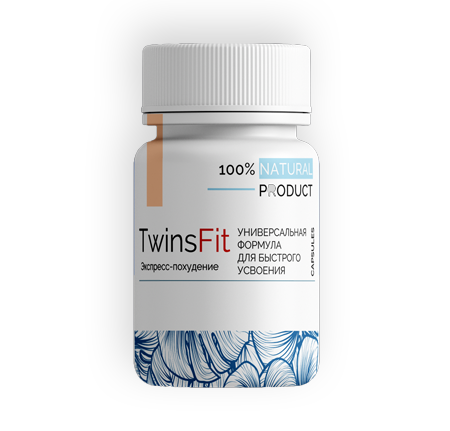 100% NATURAL
PRODUCT
TwinsFit
Экспресс-похудение
УНИВЕРСАЛЬНАЯ
ФОРМУЛА
ДЛЯ БЫСТРОГО
УСВОЕНИЯ
CAPSULES